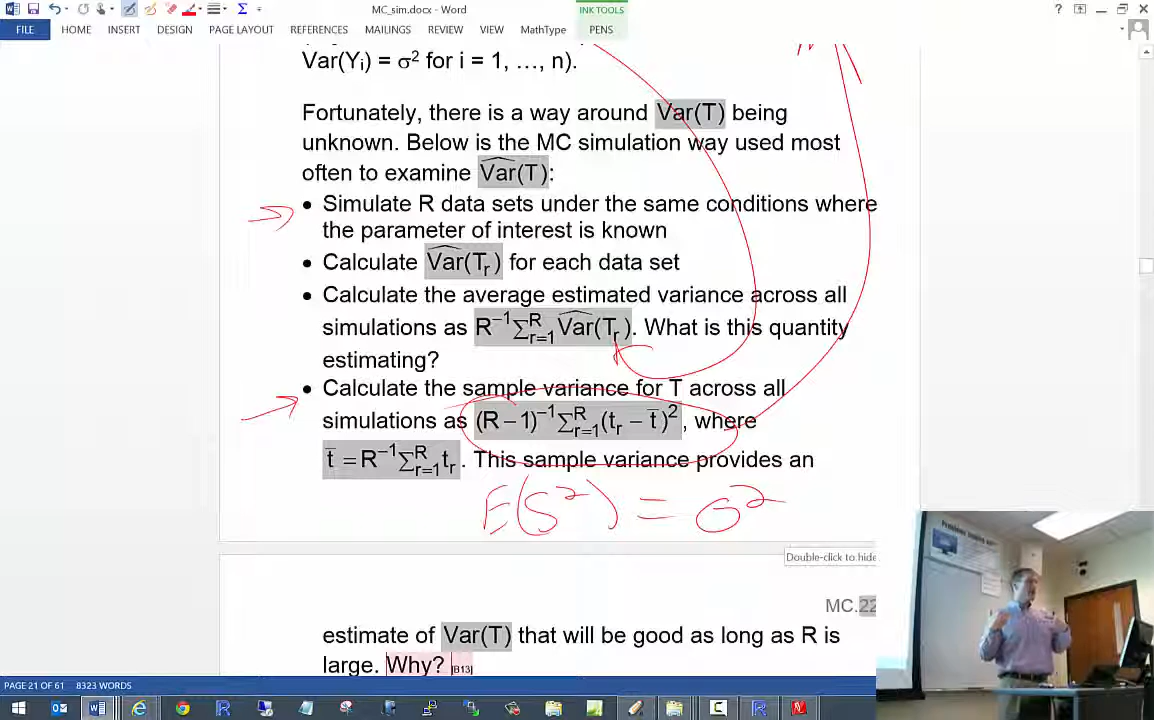 MC_sim.docx - Word
INK TOOLS
FILE HOME INSERT DESIGN PAGE LAYOUT REFERENCES MAILINGS REVIEW VIEW MathType PENS
Var(Yi) = σ² for i = 1, …, n).
Fortunately, there is a way around Var(T) being
unknown. Below is the MC simulation way used most
often to examine V̂ar(T):
• Simulate R data sets under the same conditions where
the parameter of interest is known
• Calculate V̂ar(Tr) for each data set
• Calculate the average estimated variance across all
simulations as R⁻¹∑ᴿr=1 V̂ar(Tr). What is this quantity
estimating?
• Calculate the sample variance for T across all
simulations as (R − 1)⁻¹∑ᴿr=1(tr − t̄)², where
t̄ = R⁻¹∑ᴿr=1tr. This sample variance provides an
E(S²) = σ²
Double-click to hide
MC.22
estimate of Var(T) that will be good as long as R is
large. Why? [B13]
PAGE 21 OF 61 8323 WORDS